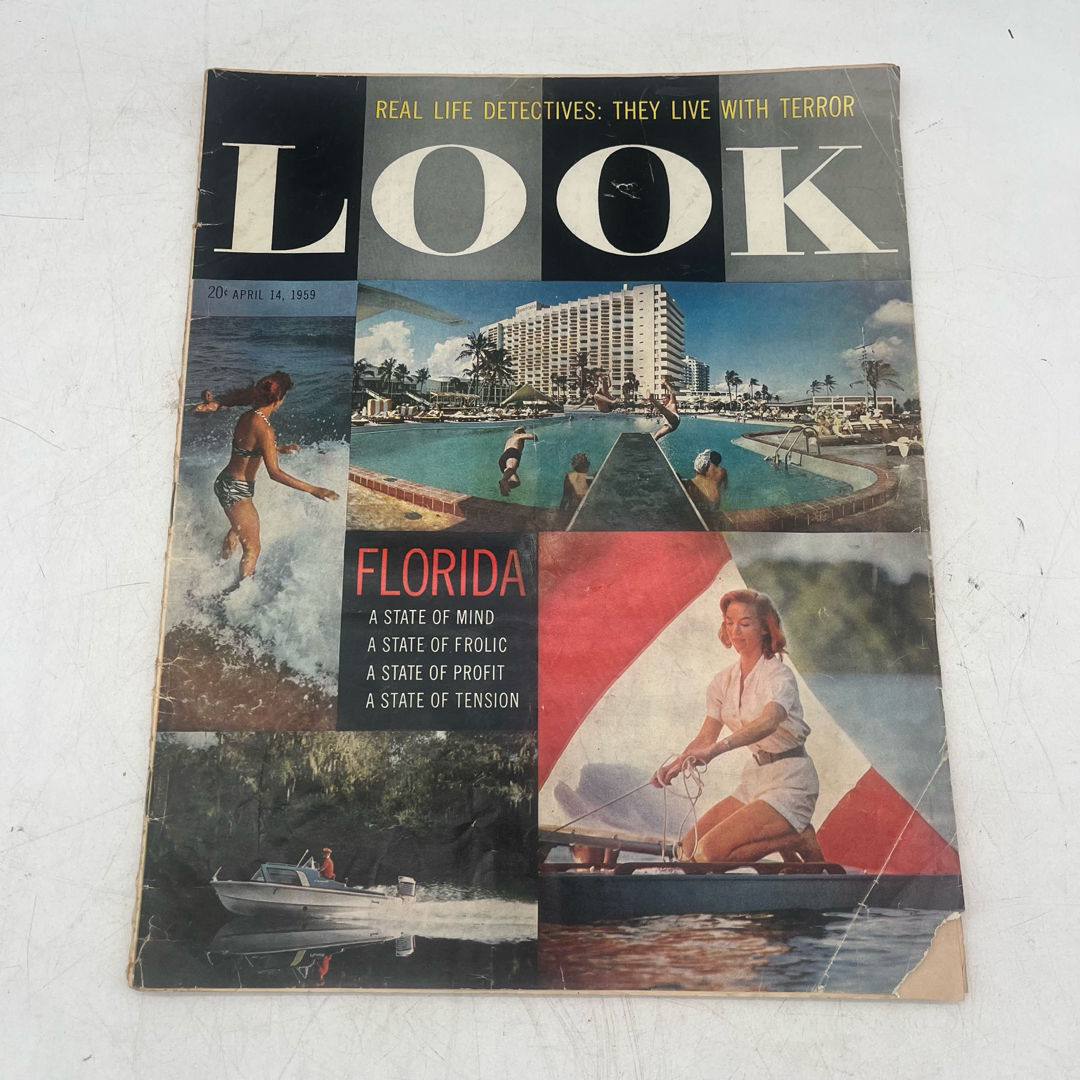 REAL LIFE DETECTIVES: THEY LIVE WITH TERROR
LOOK
20¢ APRIL 14, 1959
FLORIDA
A STATE OF MIND
A STATE OF FROLIC
A STATE OF PROFIT
A STATE OF TENSION